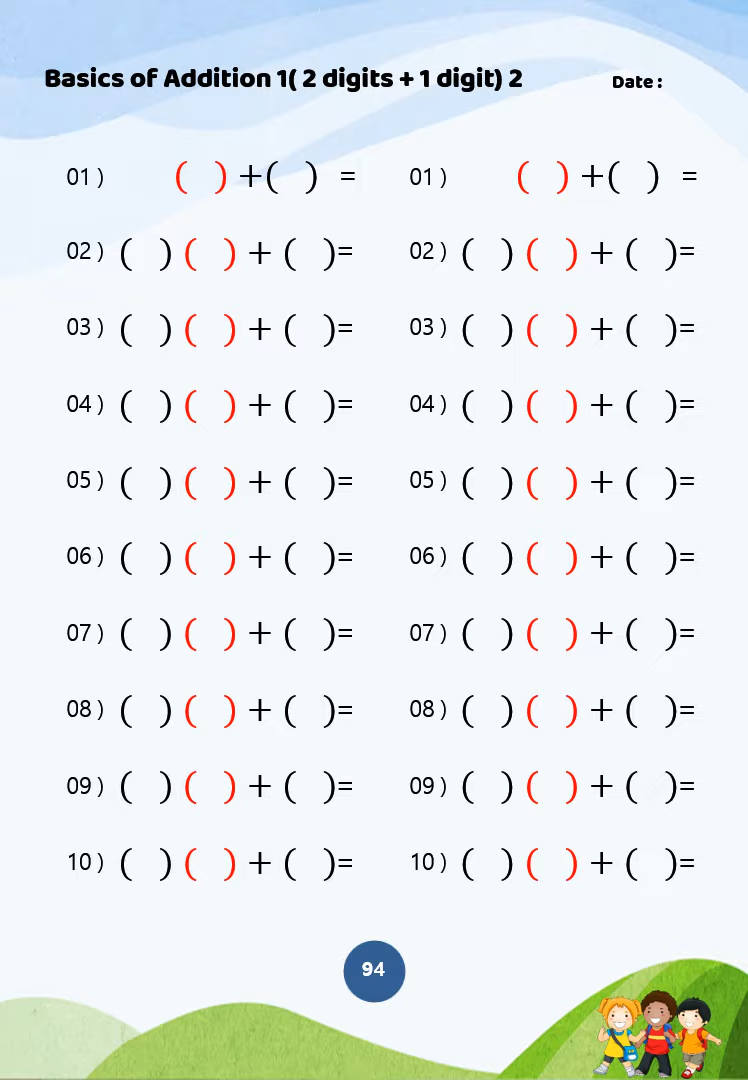 Basics of Addition 1( 2 digits + 1 digit) 2 Date :
01 ) ( ) +( ) = 01 ) ( ) +( ) =
02 ) ( ) ( ) + ( )= 02 ) ( ) ( ) + ( )=
03 ) ( ) ( ) + ( )= 03 ) ( ) ( ) + ( )=
04 ) ( ) ( ) + ( )= 04 ) ( ) ( ) + ( )=
05 ) ( ) ( ) + ( )= 05 ) ( ) ( ) + ( )=
06 ) ( ) ( ) + ( )= 06 ) ( ) ( ) + ( )=
07 ) ( ) ( ) + ( )= 07 ) ( ) ( ) + ( )=
08 ) ( ) ( ) + ( )= 08 ) ( ) ( ) + ( )=
09 ) ( ) ( ) + ( )= 09 ) ( ) ( ) + ( )=
10 ) ( ) ( ) + ( )= 10 ) ( ) ( ) + ( )=
94